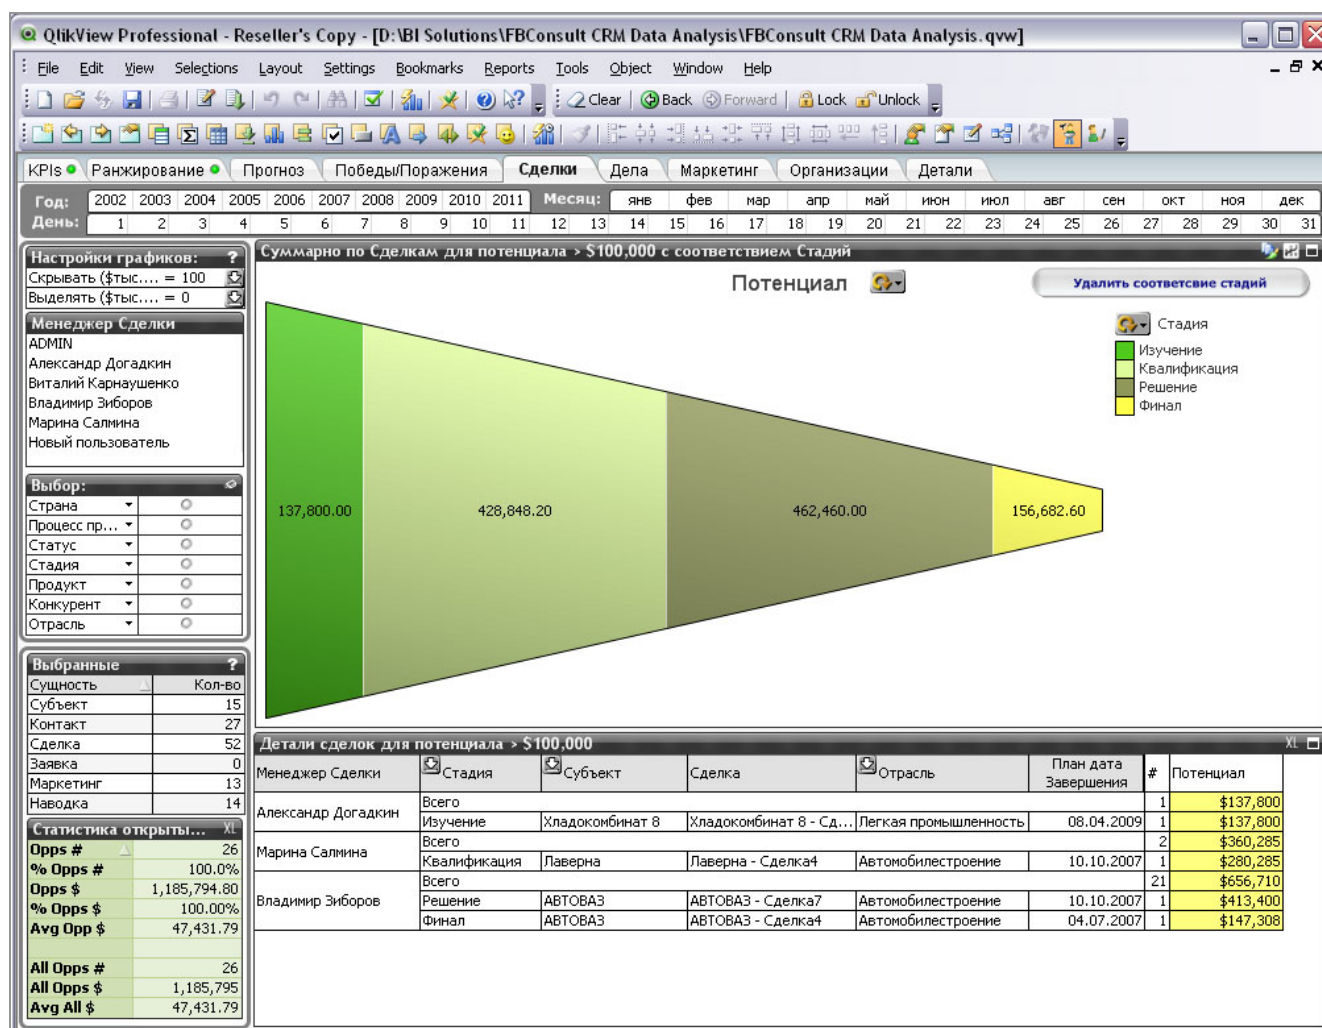 QlikView Professional - Reseller's Copy - [D:\BI Solutions\FBConsult CRM Data Analysis\FBConsult CRM Data Analysis.qvw]
File Edit View Selections Layout Settings Bookmarks Reports Tools Object Window Help
Clear Back Forward Lock Unlock
KPIs Ранжирование Прогноз Победы/Поражения Сделки Дела Маркетинг Организации Детали
Год: 2002 2003 2004 2005 2006 2007 2008 2009 2010 2011 Месяц: янв фев мар апр май июн июл авг сен окт ноя дек
День: 1 2 3 4 5 6 7 8 9 10 11 12 13 14 15 16 17 18 19 20 21 22 23 24 25 26 27 28 29 30 31
Настройки графиков: ?
Скрывать ($тыс.... = 100
Выделять ($тыс.... = 0
Менеджер Сделки
ADMIN
Александр Догадкин
Виталий Карнаушенко
Владимир Зиборов
Марина Салмина
Новый пользователь
Выбор:
Страна
Процесс пр...
Статус
Стадия
Продукт
Конкурент
Отрасль
Выбранные ?
Сущность Кол-во
Субъект 15
Контакт 27
Сделка 52
Заявка 0
Маркетинг 13
Наводка 14
Статистика открыты... XL
Opps # 26
% Opps # 100.0%
Opps $ 1,185,794.80
% Opps $ 100.00%
Avg Opp $ 47,431.79
All Opps # 26
All Opps $ 1,185,795
Avg All $ 47,431.79
Суммарно по Сделкам для потенциала > $100,000 с соответствием Стадий
Потенциал
Удалить соответсвие стадий
Стадия
Изучение
Квалификация
Решение
Финал
137,800.00 428,848.20 462,460.00 156,682.60
Детали сделок для потенциала > $100,000 XL
Менеджер Сделки Стадия Субъект Сделка Отрасль План дата Завершения # Потенциал
Александр Догадкин Всего 1 $137,800
Изучение Хладокомбинат 8 Хладокомбинат 8 - Сд... Легкая промышленность 08.04.2009 1 $137,800
Марина Салмина Всего 2 $360,285
Квалификация Лаверна Лаверна - Сделка4 Автомобилестроение 10.10.2007 1 $280,285
Владимир Зиборов Всего 21 $656,710
Решение АВТОВАЗ АВТОВАЗ - Сделка7 Автомобилестроение 10.10.2007 1 $413,400
Финал АВТОВАЗ АВТОВАЗ - Сделка4 Автомобилестроение 04.07.2007 1 $147,308